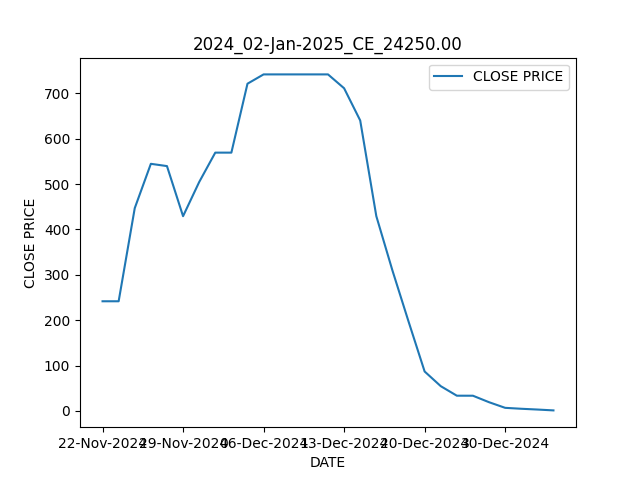 2024_02-Jan-2025_CE_24250.00
CLOSE PRICE
CLOSE PRICE
700
600
500
400
300
200
100
0
22-Nov-2024
29-Nov-2024
06-Dec-2024
13-Dec-2024
20-Dec-2024
30-Dec-2024
DATE